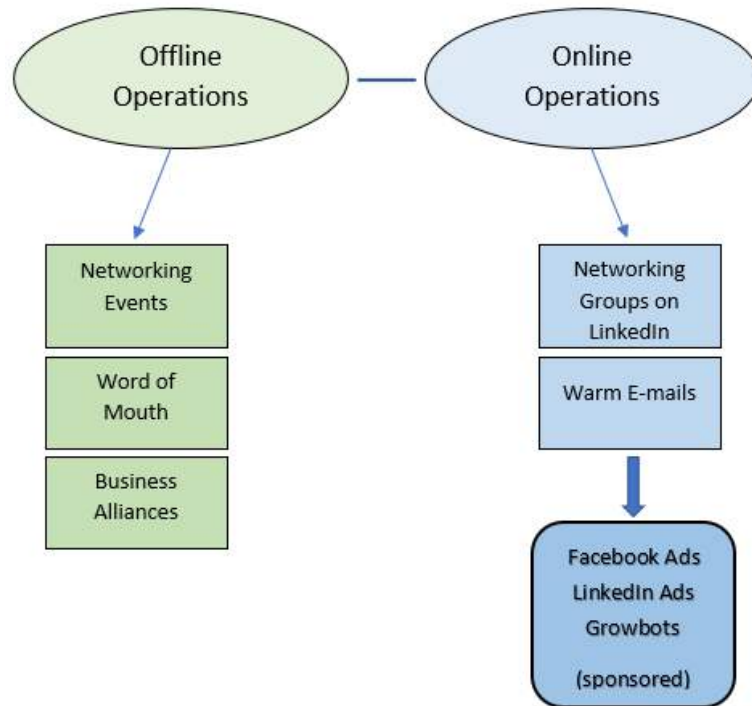 Offline
Operations
Online
Operations
Networking
Events
Word of
Mouth
Business
Alliances
Networking
Groups on
LinkedIn
Warm E-mails
Facebook Ads
LinkedIn Ads
Growbots
(sponsored)